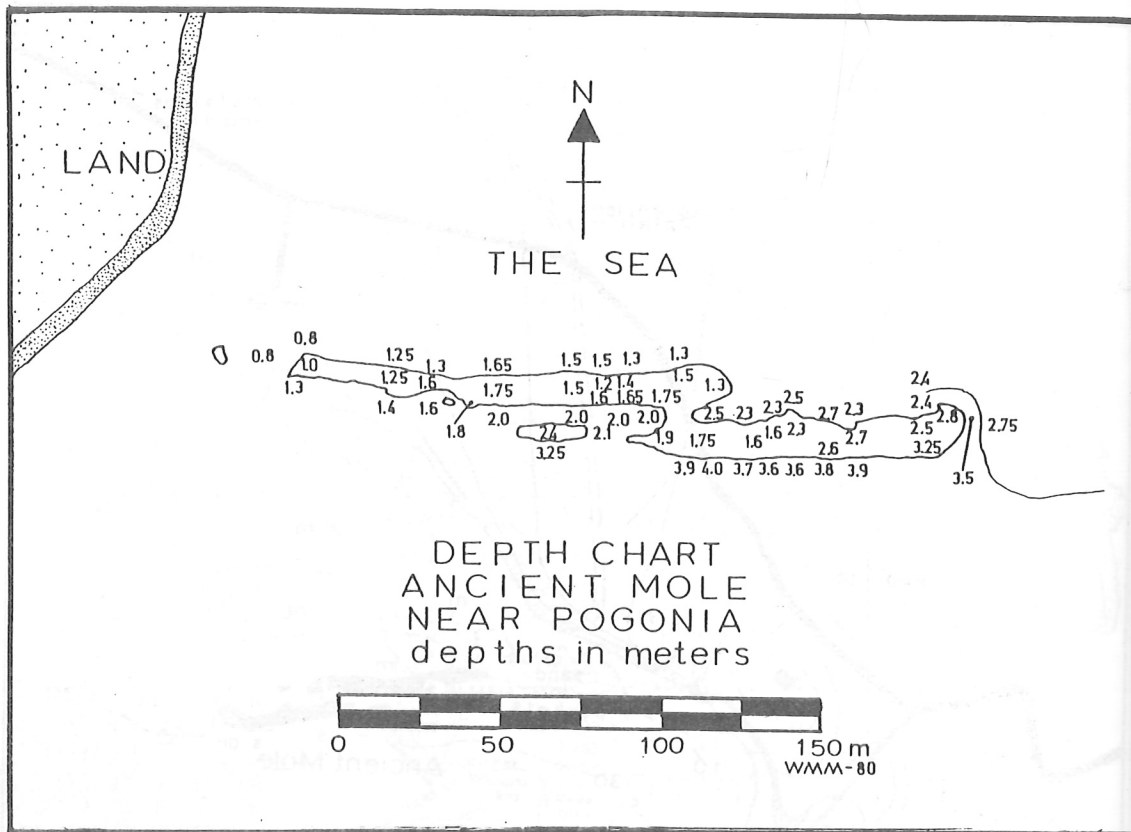 N
LAND
THE SEA
0.8
0.8 1.0 1.25 1.3 1.65 1.5 1.5 1.3 1.3
1.3 1.25 1.6 1.75 1.5 1.2 1.4 1.5 1.3 2.4
1.4 1.6 1.6 1.65 1.75 2.5 2.3 2.3 2.5 2.7 2.3 2.4 2.8 2.75
1.8 2.0 2.0 2.0 2.0 2.3 2.5
2.4 2.1 1.9 1.75 1.6 1.6 2.6 2.7 3.25
3.25 3.9 4.0 3.7 3.6 3.6 3.8 3.9 3.5
DEPTH CHART
ANCIENT MOLE
NEAR POGONIA
depths in meters
0 50 100 150 m
WMM-80